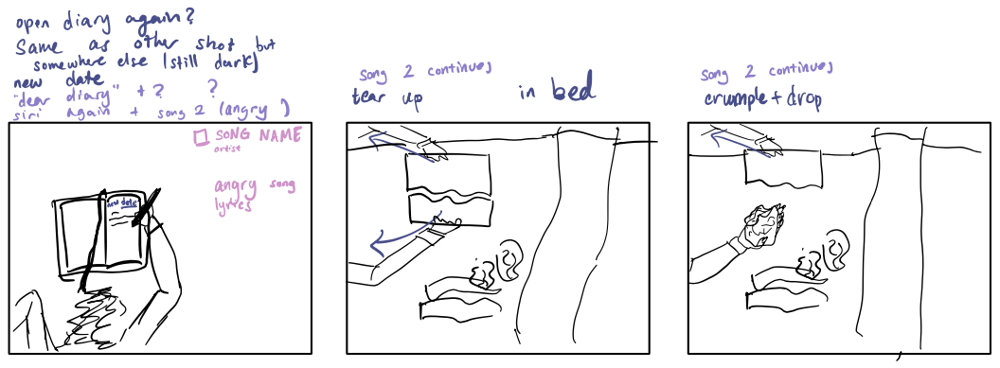 open diary again?
Same as other shot but
somewhere else (still dark)
new date
"dear diary" + ? ?
siri again + song 2 (angry)
SONG NAME
artist
angry song
lyrics
new date
song 2 continues
tear up in bed
song 2 continues
crumple + drop